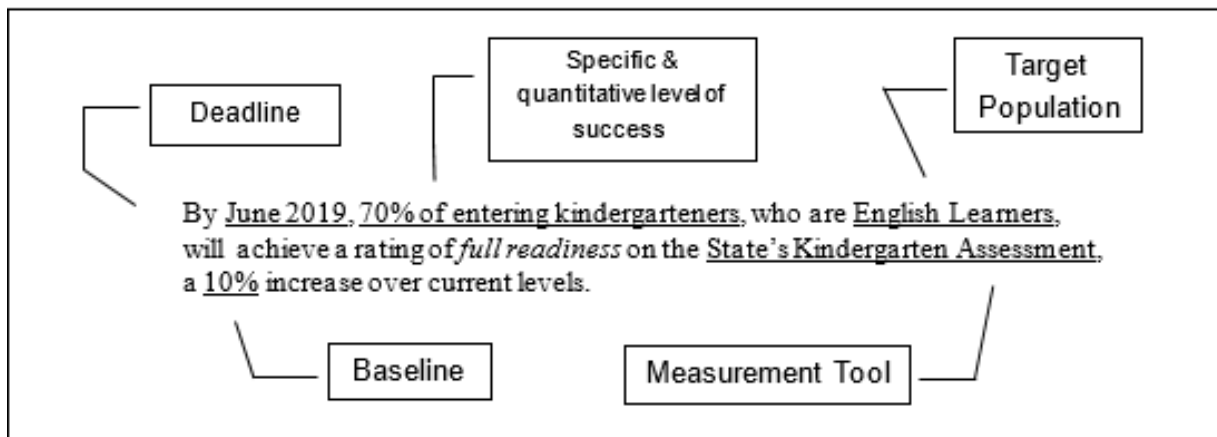 Deadline
Specific &
quantitative level of
success
Target
Population
By June 2019, 70% of entering kindergarteners, who are English Learners,
will achieve a rating of full readiness on the State’s Kindergarten Assessment,
a 10% increase over current levels.
Baseline
Measurement Tool